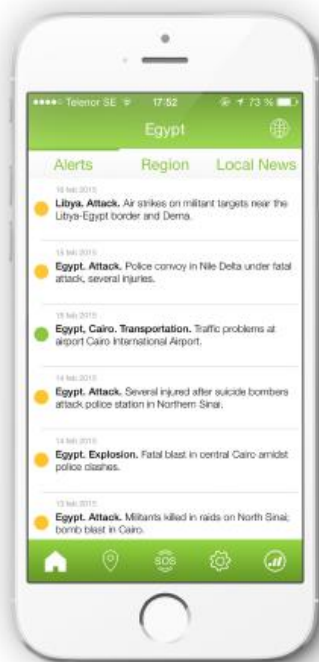 Telenor SE 17:52 73 %
Egypt
Alerts Region Local News
16 feb 2015
Libya. Attack. Air strikes on militant targets near the
Libya-Egypt border and Derna.
15 feb 2015
Egypt. Attack. Police convoy in Nile Delta under fatal
attack, several injuries.
15 feb 2015
Egypt, Cairo. Transportation. Traffic problems at
airport Cairo International Airport.
14 feb 2015
Egypt. Attack. Several injured after suicide bombers
attack police station in Northern Sinai.
14 feb 2015
Egypt. Explosion. Fatal blast in central Cairo amidst
police clashes.
13 feb 2015
Egypt. Attack. Militants killed in raids on North Sinai;
bomb blast in Cairo.
SOS